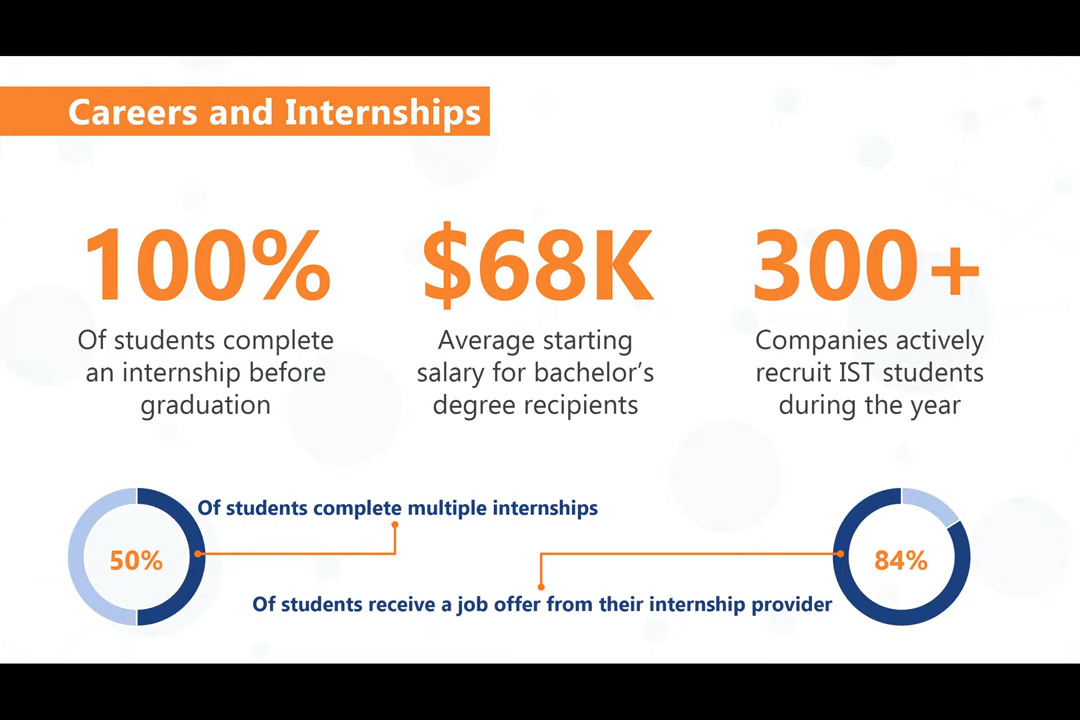 Careers and Internships
100%
Of students complete
an internship before
graduation
$68K
Average starting
salary for bachelor’s
degree recipients
300+
Companies actively
recruit IST students
during the year
50%
Of students complete multiple internships
84%
Of students receive a job offer from their internship provider